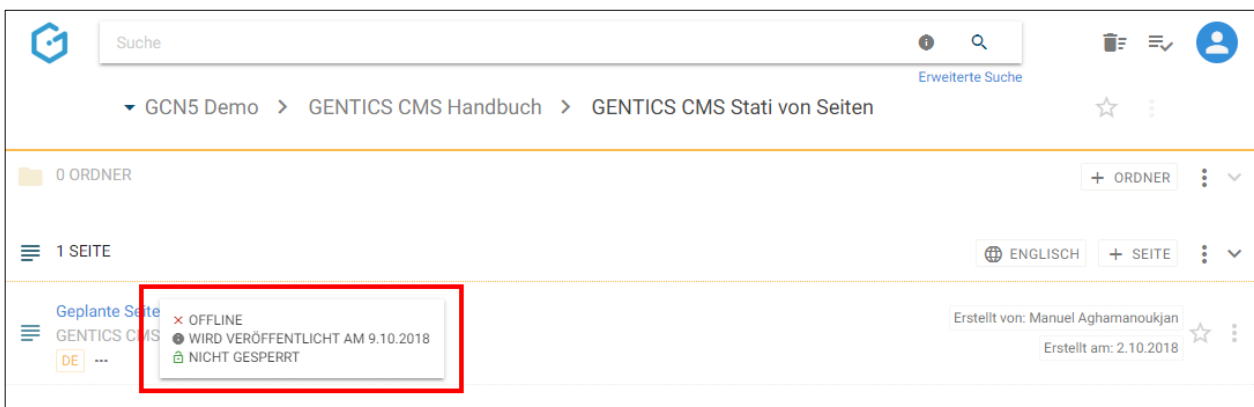 Suche
Erweiterte Suche
GCN5 Demo > GENTICS CMS Handbuch > GENTICS CMS Stati von Seiten
0 ORDNER
+ ORDNER
1 SEITE
ENGLISCH
+ SEITE
Geplante Seite
GENTICS CMS
DE ...
× OFFLINE
WIRD VERÖFFENTLICHT AM 9.10.2018
NICHT GESPERRT
Erstellt von: Manuel Aghamanoukjan
Erstellt am: 2.10.2018